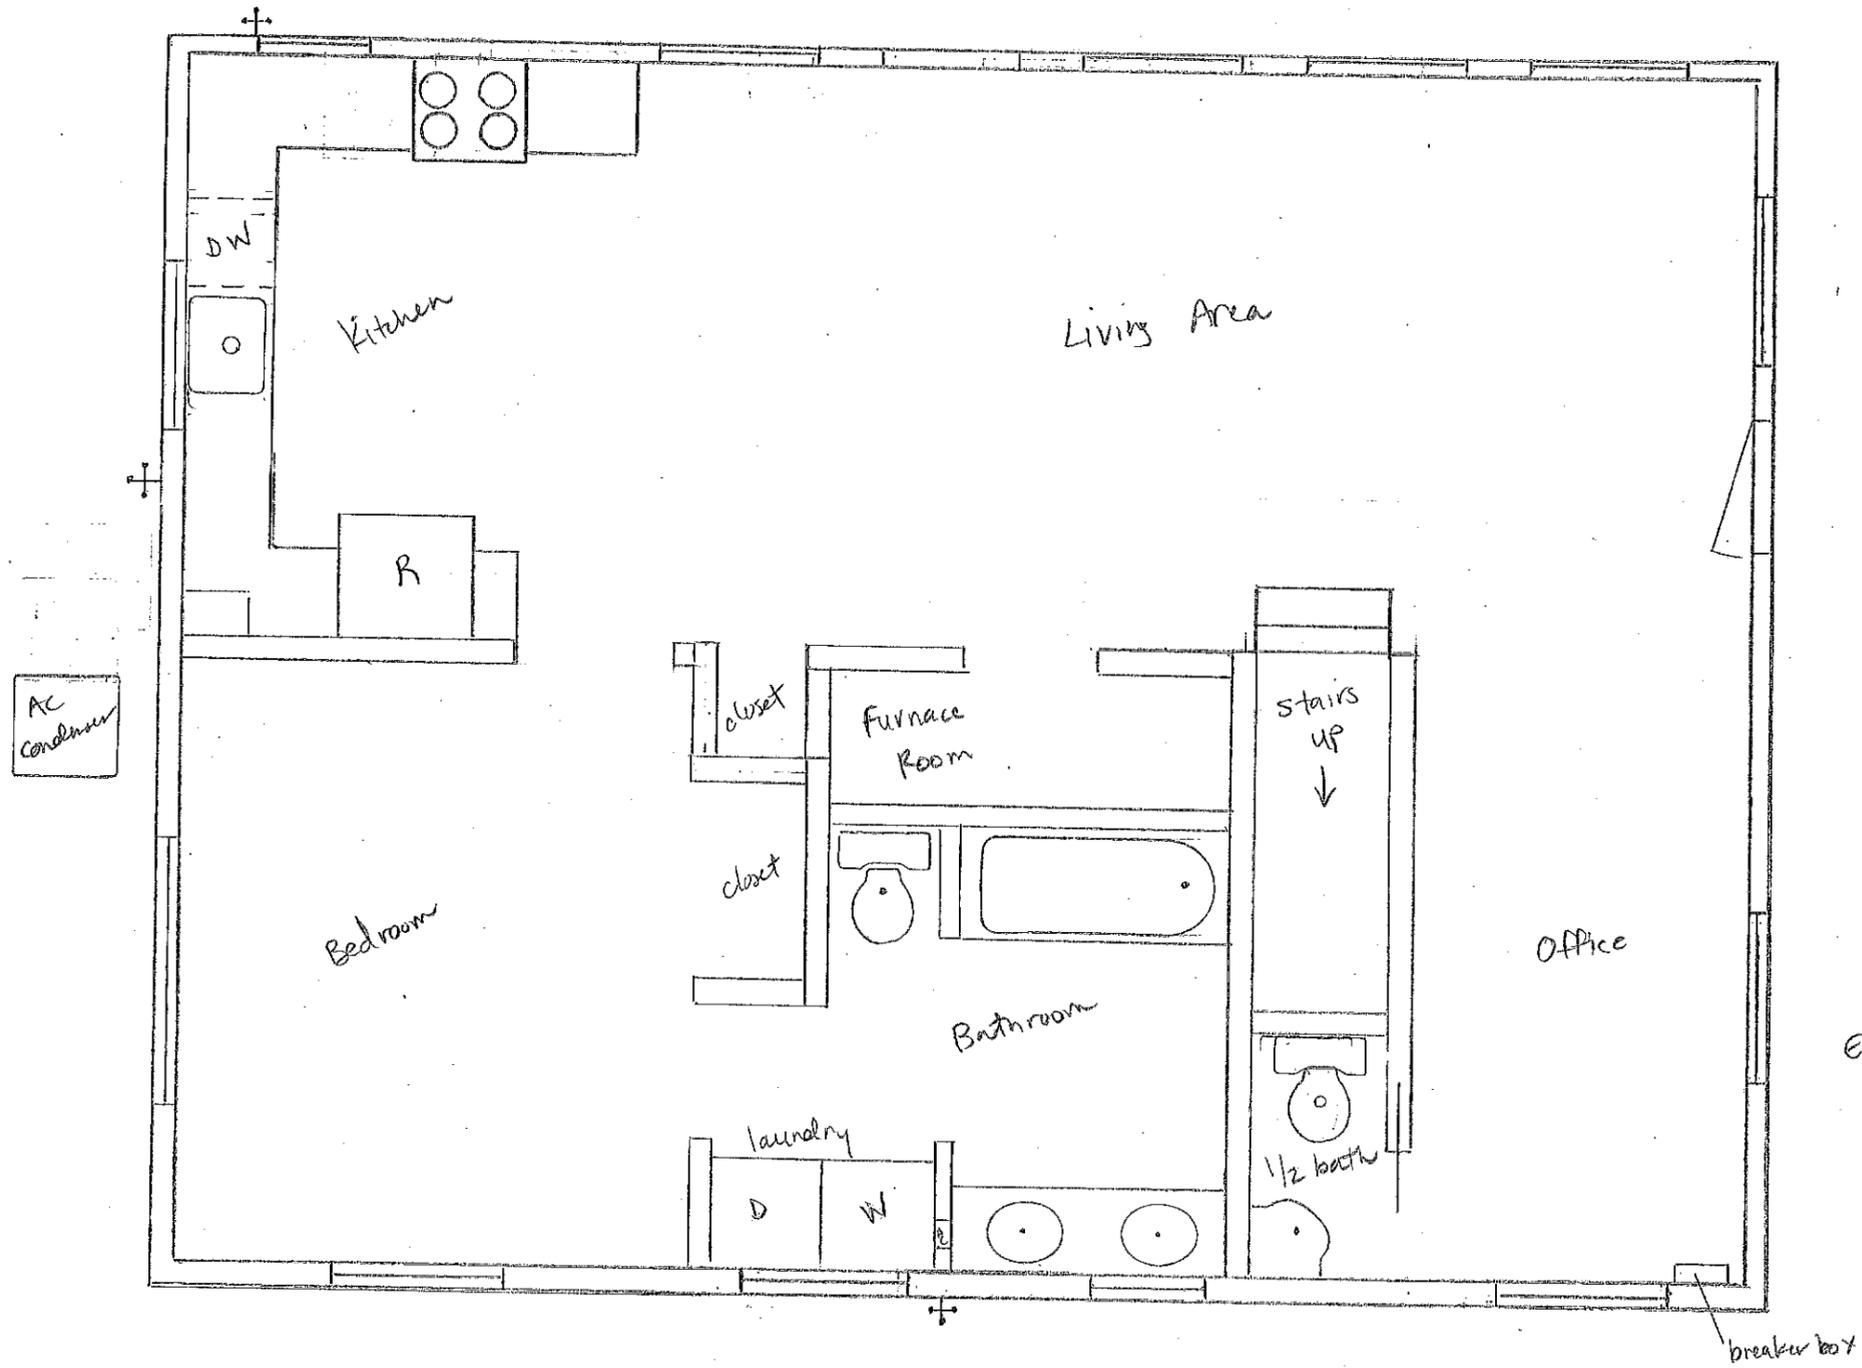 DW
Kitchen
Living Area
R
AC
Condenser
closet
Furnace
Room
stairs
up
closet
Bedroom
Office
Bathroom
E
laundry
D
W
1/2 bath
breaker box